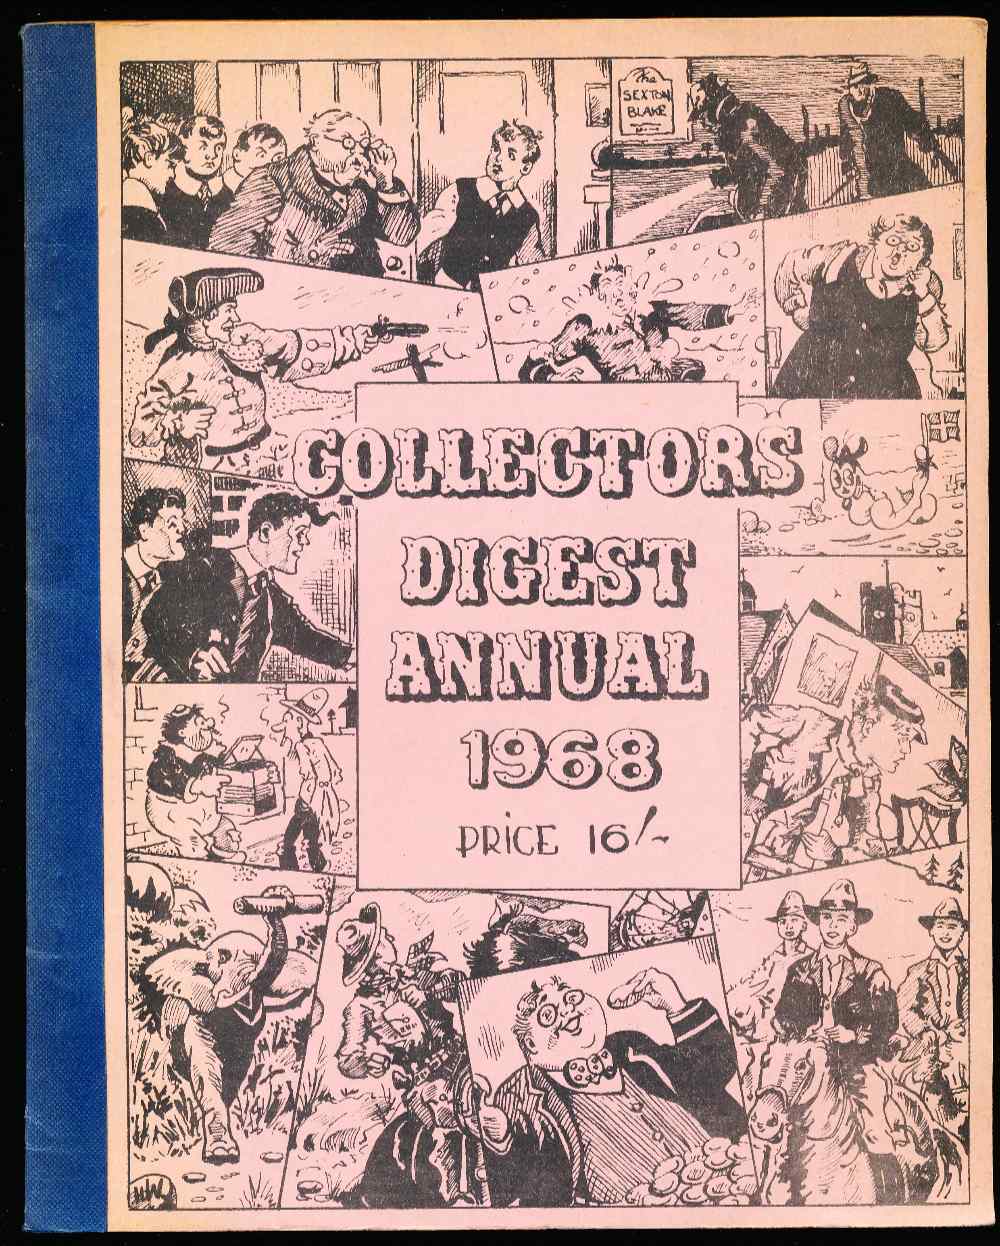 The
SEXTON
BLAKE
COLLECTORS
DIGEST
ANNUAL
1968
PRICE 16/-